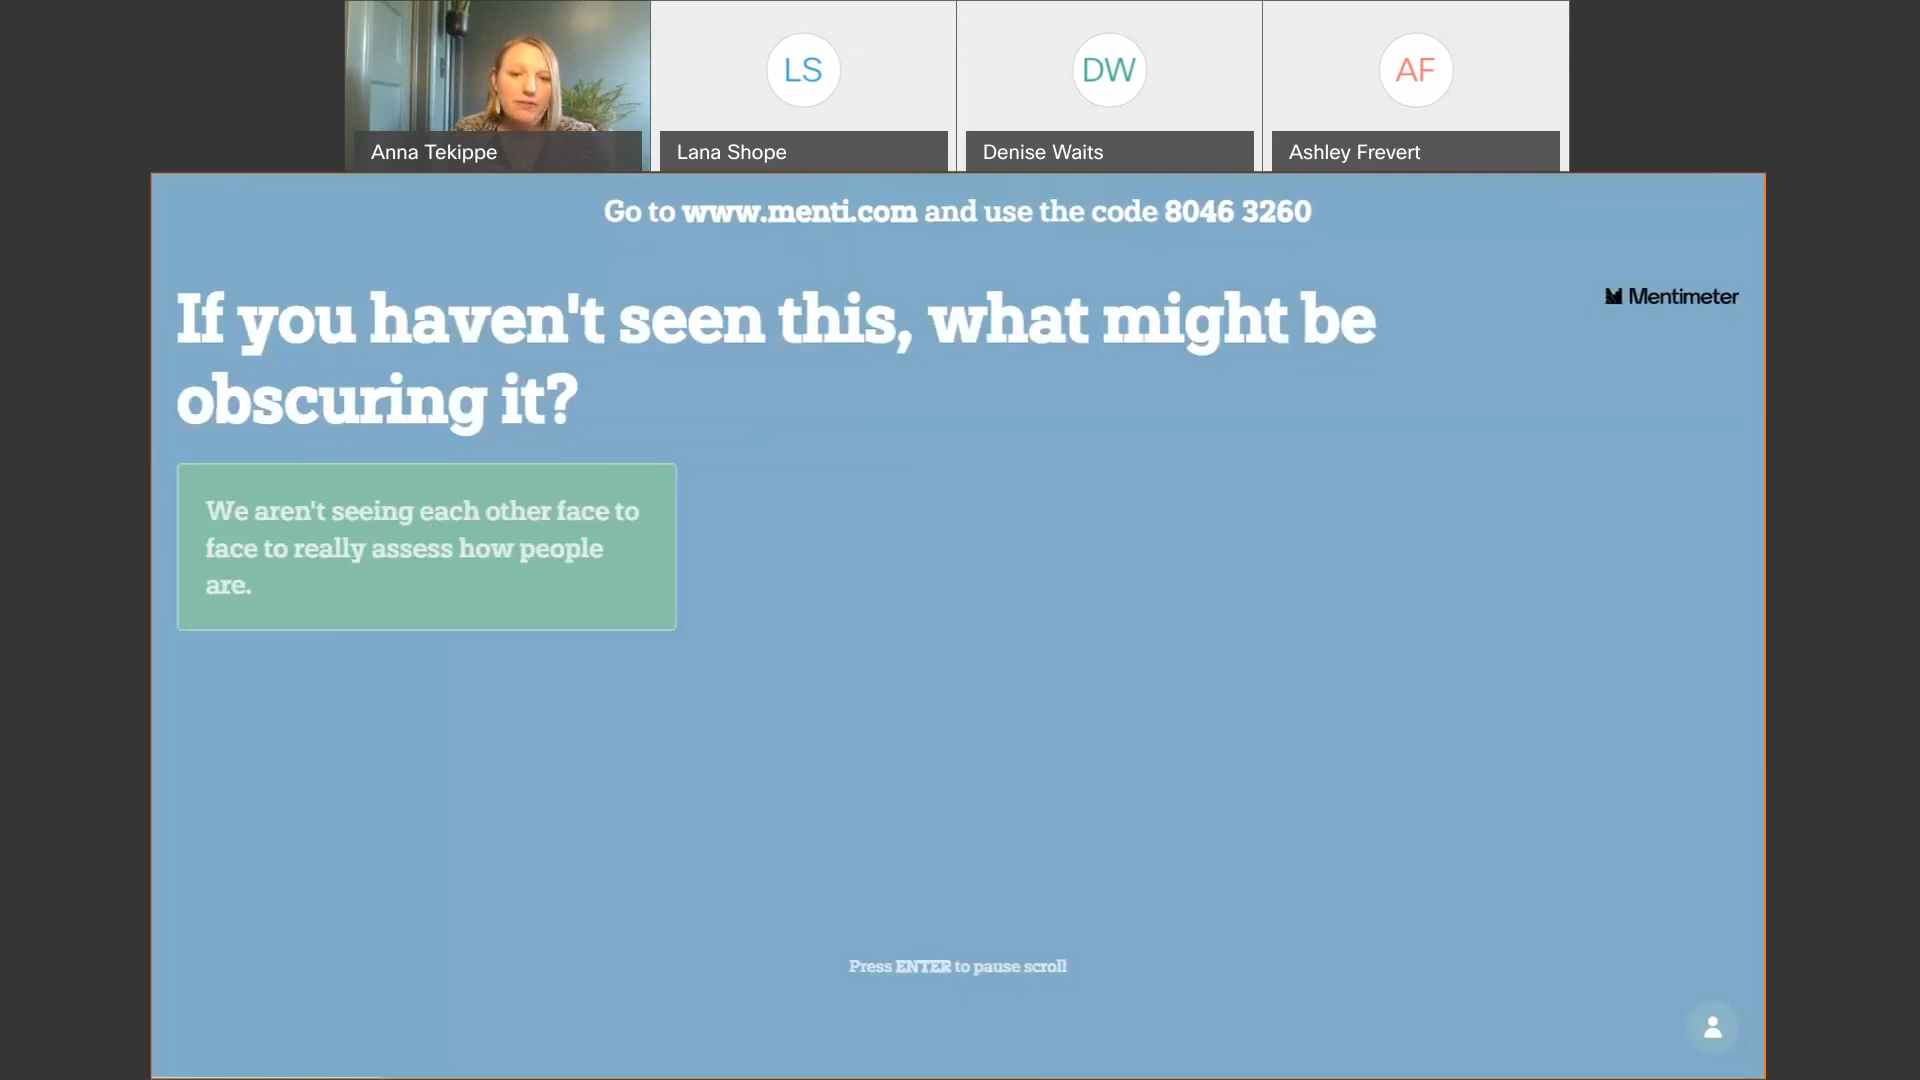 LS
DW
AF
Anna Tekippe
Lana Shope
Denise Waits
Ashley Frevert
Go to www.menti.com and use the code 8046 3260
Mentimeter
If you haven't seen this, what might be
obscuring it?
We aren't seeing each other face to
face to really assess how people
are.
Press ENTER to pause scroll